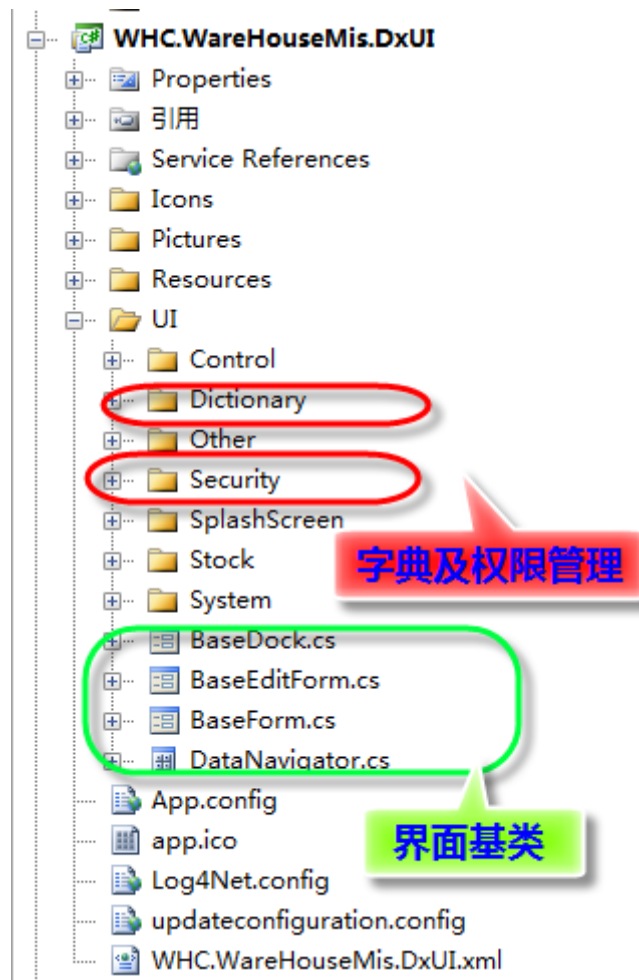 WHC.WareHouseMis.DxUI
Properties
引用
Service References
Icons
Pictures
Resources
UI
Control
Dictionary
Other
Security
SplashScreen
字典及权限管理
Stock
System
BaseDock.cs
BaseEditForm.cs
BaseForm.cs
DataNavigator.cs
App.config
界面基类
app.ico
Log4Net.config
updateconfiguration.config
WHC.WareHouseMis.DxUI.xml